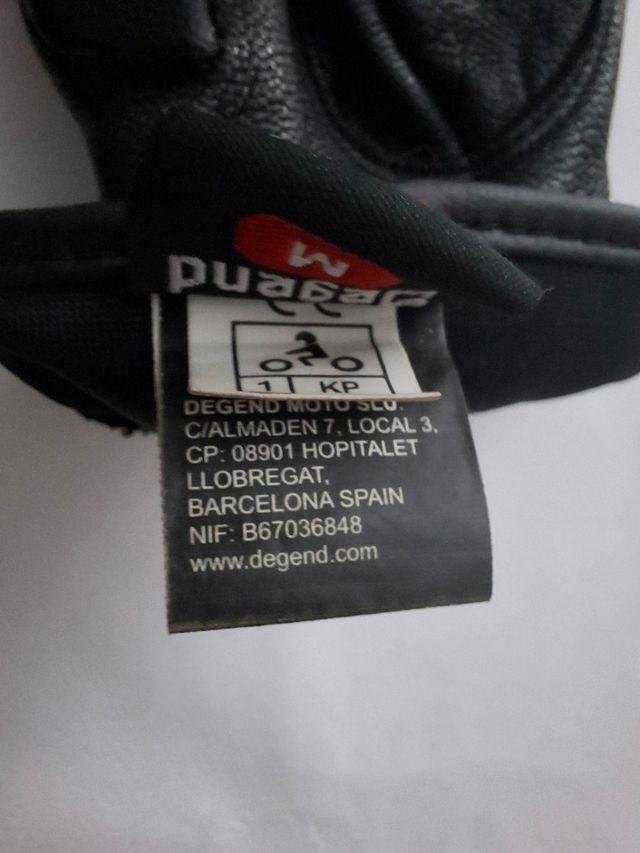 M
Degend
1 KP
DEGEND MOTO SLU.
C/ALMADEN 7, LOCAL 3,
CP: 08901 HOPITALET
LLOBREGAT,
BARCELONA SPAIN
NIF: B67036848
www.degend.com